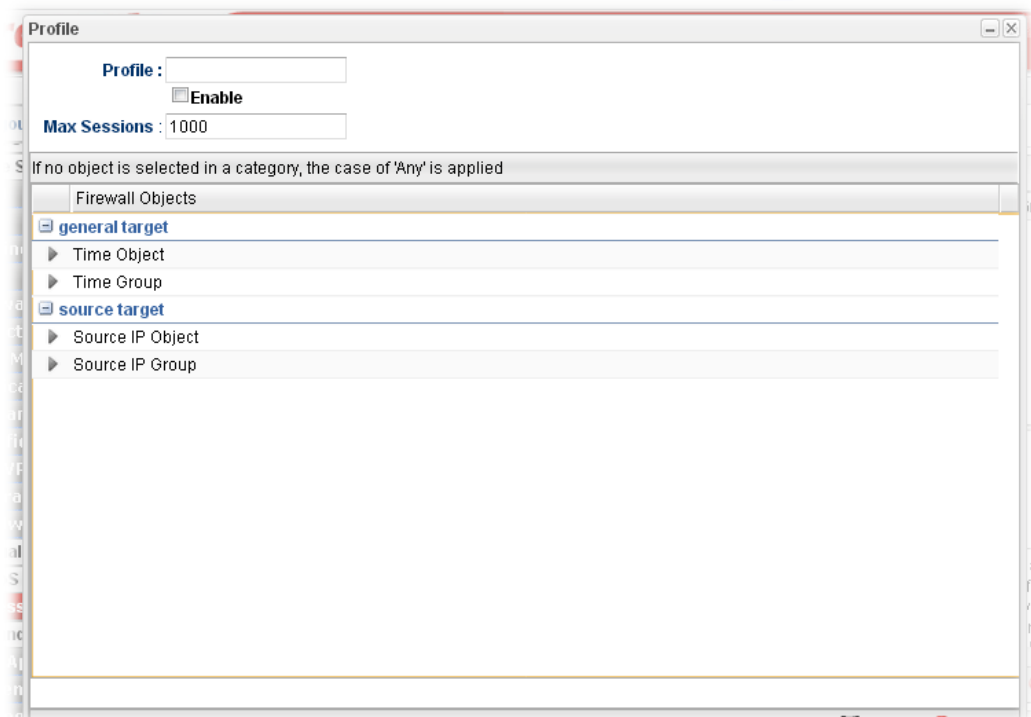 Profile
Profile :
Enable
Max Sessions : 1000
If no object is selected in a category, the case of 'Any' is applied
Firewall Objects
general target
Time Object
Time Group
source target
Source IP Object
Source IP Group